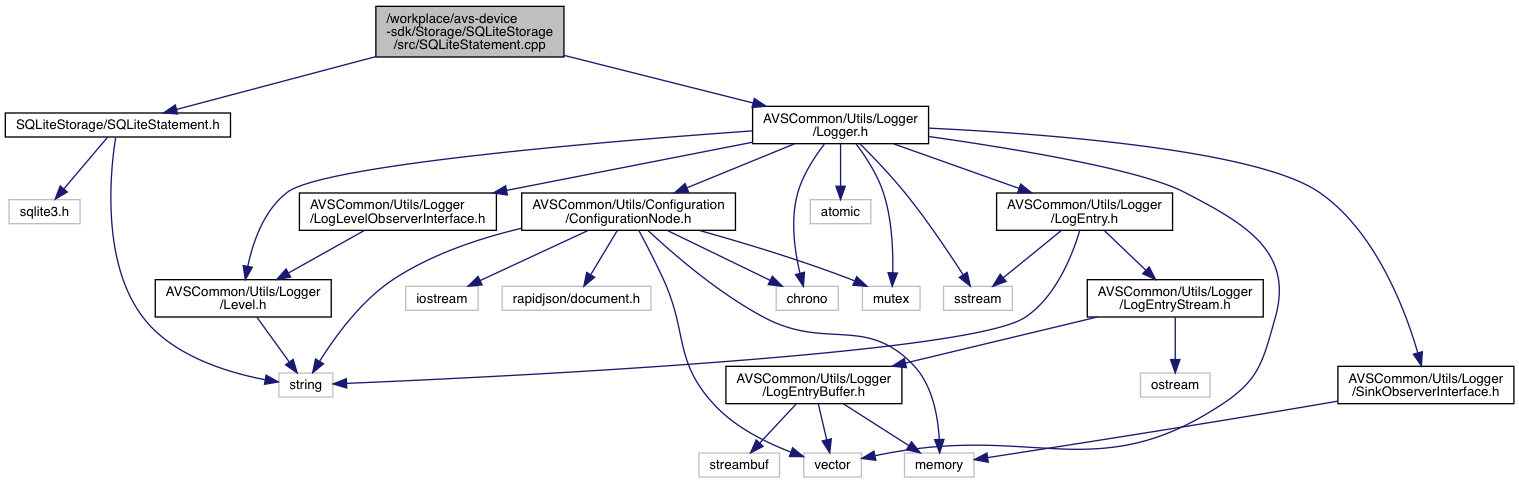 /workplace/avs-device
-sdk/Storage/SQLiteStorage
/src/SQLiteStatement.cpp
SQLiteStorage/SQLiteStatement.h
AVSCommon/Utils/Logger
/Logger.h
sqlite3.h
AVSCommon/Utils/Logger
/LogLevelObserverInterface.h
AVSCommon/Utils/Configuration
/ConfigurationNode.h
atomic
AVSCommon/Utils/Logger
/LogEntry.h
AVSCommon/Utils/Logger
/Level.h
iostream
rapidjson/document.h
chrono
mutex
sstream
AVSCommon/Utils/Logger
/LogEntryStream.h
string
AVSCommon/Utils/Logger
/LogEntryBuffer.h
ostream
AVSCommon/Utils/Logger
/SinkObserverInterface.h
streambuf
vector
memory